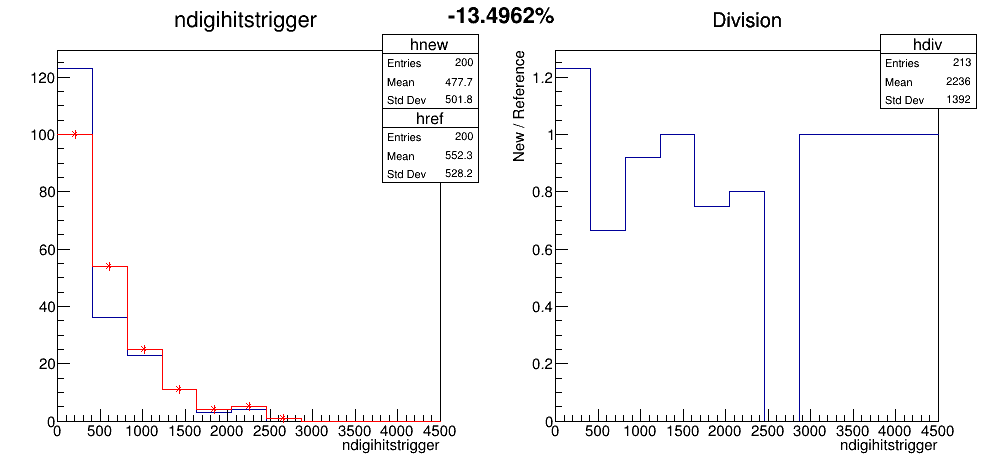 ndigihitstrigger
-13.4962%
Division
hnew
Entries 200
Mean 477.7
Std Dev 501.8
href
Entries 200
Mean 552.3
Std Dev 528.2
120
100
80
60
40
20
0
0 500 1000 1500 2000 2500 3000 3500 4000 4500
ndigihitstrigger
hdiv
Entries 213
Mean 2236
Std Dev 1392
New / Reference
1.2
1
0.8
0.6
0.4
0.2
0
0 500 1000 1500 2000 2500 3000 3500 4000 4500
ndigihitstrigger